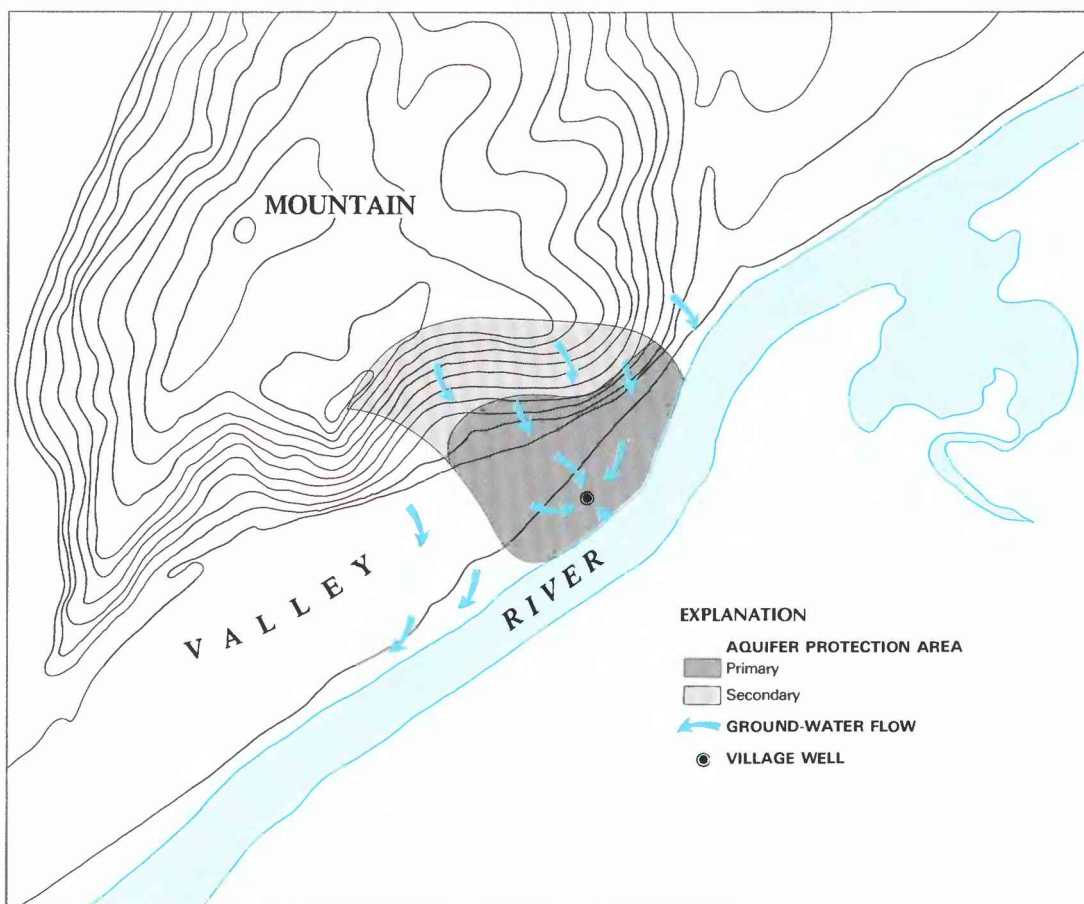 MOUNTAIN
VALLEY
RIVER
EXPLANATION
AQUIFER PROTECTION AREA
Primary
Secondary
GROUND-WATER FLOW
VILLAGE WELL